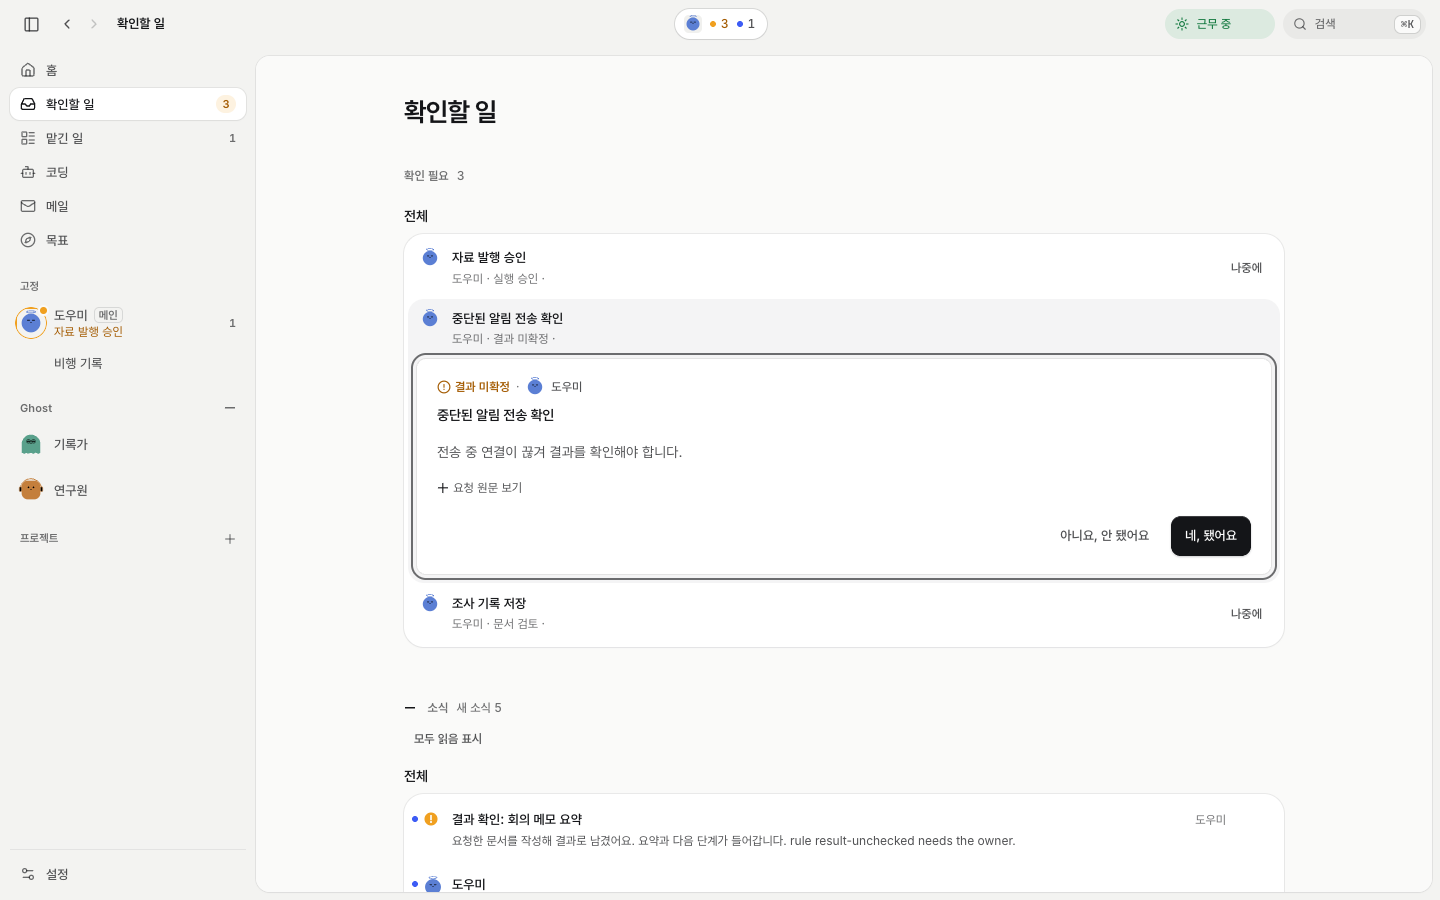 확인할 일
3 1
근무 중
검색 ⌘K
홈
확인할 일 3
맡긴 일 1
코딩
메일
목표
고정
도우미 메인
자료 발행 승인
1
비행 기록
Ghost
기록가
연구원
프로젝트
설정
확인할 일
확인 필요 3
전체
자료 발행 승인
도우미 · 실행 승인 ·
나중에
중단된 알림 전송 확인
도우미 · 결과 미확정 ·
결과 미확정 · 도우미
중단된 알림 전송 확인
전송 중 연결이 끊겨 결과를 확인해야 합니다.
요청 원문 보기
아니요, 안 됐어요
네, 됐어요
조사 기록 저장
도우미 · 문서 검토 ·
나중에
소식 새 소식 5
모두 읽음 표시
전체
결과 확인: 회의 메모 요약
도우미
요청한 문서를 작성해 결과로 남겼어요. 요약과 다음 단계가 들어갑니다. rule result-unchecked needs the owner.
도우미